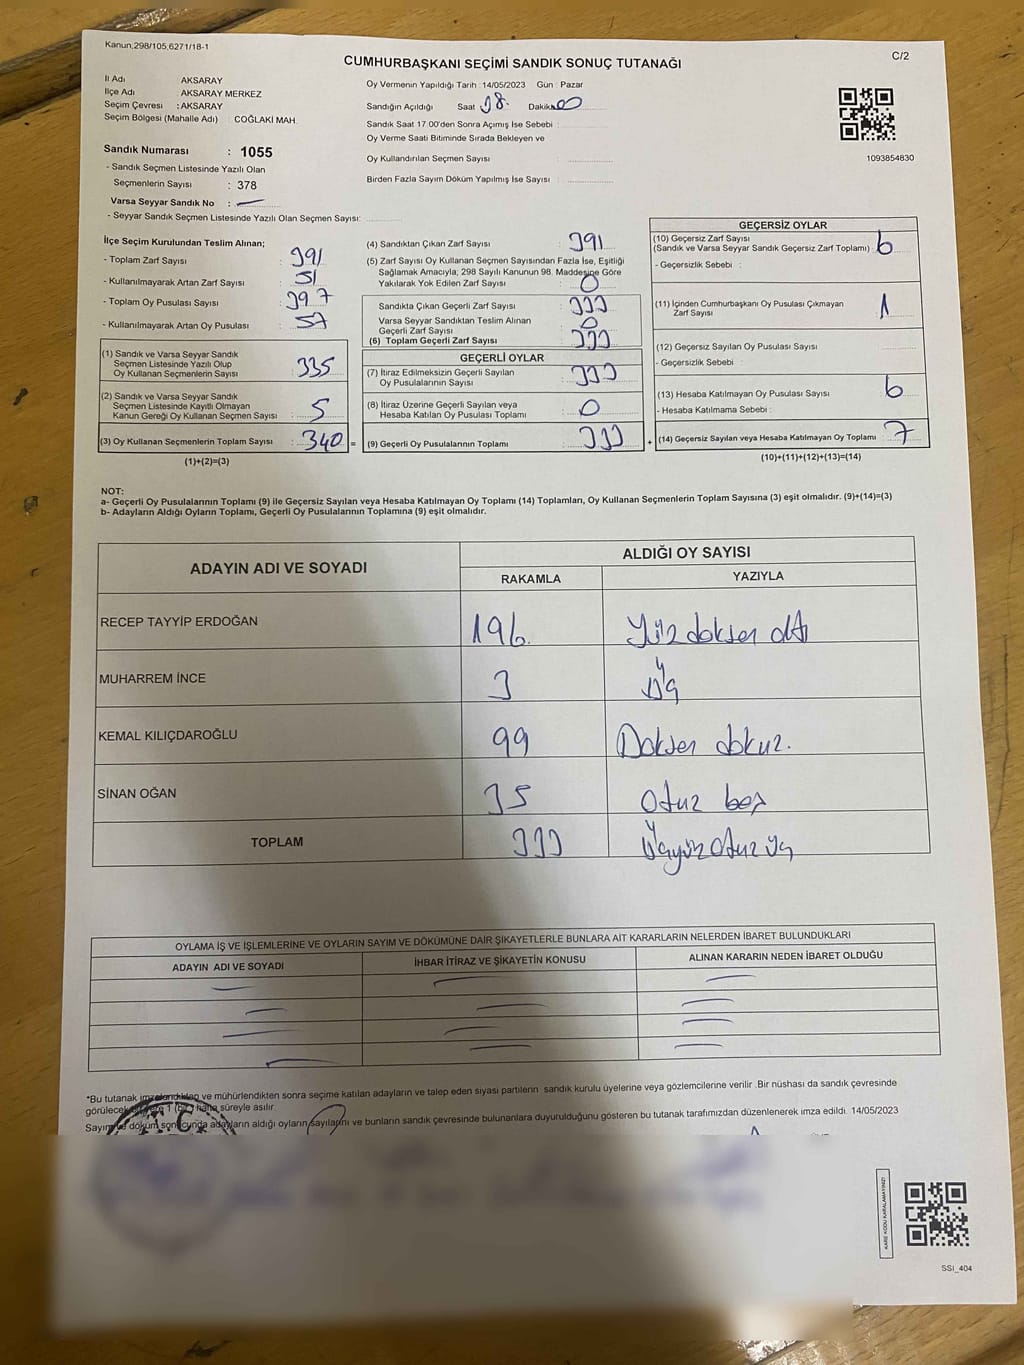 Kanun,298/105,6271/18-1
C/2
CUMHURBAŞKANI SEÇİMİ SANDIK SONUÇ TUTANAĞI
İl Adı AKSARAY
İlçe Adı AKSARAY MERKEZ
Seçim Çevresi : AKSARAY
Seçim Bölgesi (Mahalle Adı) : COĞLAKİ MAH.
Sandık Numarası : 1055
- Sandık Seçmen Listesinde Yazılı Olan
Seçmenlerin Sayısı : 378
Varsa Seyyar Sandık No :
- Seyyar Sandık Listesinde Yazılı Olan Seçmen Sayısı:
Oy Vermenin Yapıldığı Tarih : 14/05/2023 Gün : Pazar
Sandığın Açıldığı Saat 18. Dakika 00
Sandık Saat 17.00'den Sonra Açımış İse Sebebi :
Oy Verme Saati Bitiminde Sırada Bekleyen ve
Oy Kullandırılan Seçmen Sayısı :
Birden Fazla Sayım Döküm Yapılmış İse Sayısı :
1093854830
İlçe Seçim Kurulundan Teslim Alınan;
- Toplam Zarf Sayısı : 391
- Kullanılmayarak Artan Zarf Sayısı : 51
- Toplam Oy Pusulası Sayısı : 397
- Kullanılmayarak Artan Oy Pusulası : 57
(1) Sandık ve Varsa Seyyar Sandık
Seçmen Listesinde Yazılı Olup
Oy Kullanan Seçmenlerin Sayısı : 335
(2) Sandık ve Varsa Seyyar Sandık
Seçmen Listesinde Kayıtlı Olmayan
Kanun Gereği Oy Kullanan Seçmen Sayısı : 5
(3) Oy Kullanan Seçmenlerin Toplam Sayısı : 340 =
(1)+(2)=(3)
(4) Sandıktan Çıkan Zarf Sayısı : 391
(5) Zarf Sayısı Oy Kullanan Seçmen Sayısından Fazla İse, Eşitliği
Sağlamak Amacıyla; 298 Sayılı Kanunun 98. Maddesine Göre
Yakılarak Yok Edilen Zarf Sayısı : 0
Sandıkta Çıkan Geçerli Zarf Sayısı : 333
Varsa Seyyar Sandıktan Teslim Alınan
Geçerli Zarf Sayısı : 0
(6) Toplam Geçerli Zarf Sayısı : 333
GEÇERLİ OYLAR
(7) İtiraz Edilmeksizin Geçerli Sayılan
Oy Pusulalarının Sayısı : 333
(8) İtiraz Üzerine Geçerli Sayılan veya
Hesaba Katılan Oy Pusulası Toplamı : 0
(9) Geçerli Oy Pusulalarının Toplamı : 333 +
GEÇERSİZ OYLAR
(10) Geçersiz Zarf Sayısı
(Sandık ve Varsa Seyyar Sandık Geçersiz Zarf Toplamı) : 6
- Geçersizlik Sebebi :
(11) İçinden Cumhurbaşkanı Oy Pusulası Çıkmayan
Zarf Sayısı 1
(12) Geçersiz Sayılan Oy Pusulası Sayısı
- Geçersizlik Sebebi :
(13) Hesaba Katılmayan Oy Pusulası Sayısı 6
- Hesaba Katılmama Sebebi :
(14) Geçersiz Sayılan veya Hesaba Katılmayan Oy Toplamı 7
(10)+(11)+(12)+(13)=(14)
NOT:
a- Geçerli Oy Pusulalarının Toplamı (9) ile Geçersiz Sayılan veya Hesaba Katılmayan Oy Toplamı (14) Toplamları, Oy Kullanan Seçmenlerin Toplam Sayısına (3) eşit olmalıdır. (9)+(14)=(3)
b- Adayların Aldığı Oyların Toplamı, Geçerli Oy Pusulalarının Toplamına (9) eşit olmalıdır.
ADAYIN ADI VE SOYADI
ALDIĞI OY SAYISI
RAKAMLA YAZIYLA
RECEP TAYYİP ERDOĞAN 196. Yüz doksen altı
MUHARREM İNCE 3 Üç
KEMAL KILIÇDAROĞLU 99 Doksen dokuz.
SİNAN OĞAN 35 Otuz beş
TOPLAM 333 Üçyüz otuz üç
OYLAMA İŞ VE İŞLEMLERİNE VE OYLARIN SAYIM VE DÖKÜMÜNE DAİR ŞİKAYETLERLE BUNLARA AİT KARARLARIN NELERDEN İBARET BULUNDUKLARI
ADAYIN ADI VE SOYADI İHBAR İTİRAZ VE ŞİKAYETİN KONUSU ALINAN KARARIN NEDEN İBARET OLDUĞU
*Bu tutanak imzalandıktan ve mühürlendikten sonra seçime katılan adayların ve talep eden siyasi partilerin sandık kurulu üyelerine veya gözlemcilerine verilir .Bir nüshası da sandık çevresinde
görülecek yere 1 (bir) hafta süreyle asılır.
Sayım ve döküm sonucunda adayların aldığı oyların sayılarını ve bunların sandık çevresinde bulunanlara duyurulduğunu gösteren bu tutanak tarafımızdan düzenlenerek imza edildi. 14/05/2023
T.C.
KARE KODU KARALAMAYINIZ!
SSI_404